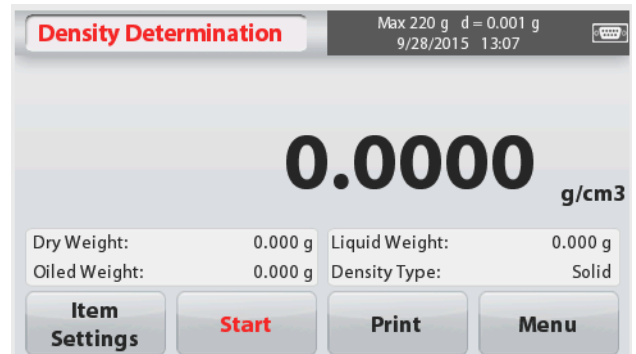 Density Determination
Max 220 g d = 0.001 g
9/28/2015 13:07
0.0000
g/cm3
Dry Weight: 0.000 g Liquid Weight: 0.000 g
Oiled Weight: 0.000 g Density Type: Solid
Item
Settings
Start
Print
Menu